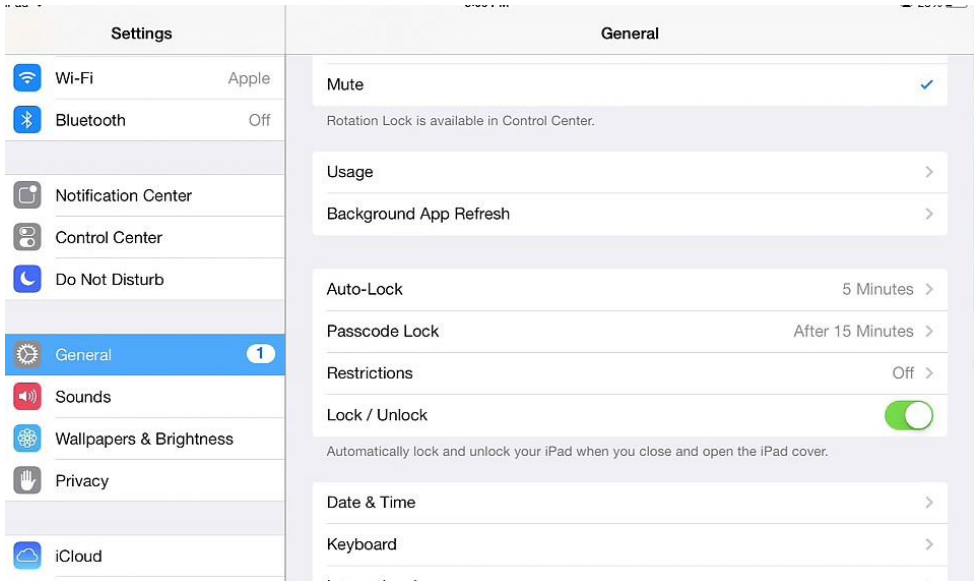 Settings
Wi-Fi Apple
Bluetooth Off
Notification Center
Control Center
Do Not Disturb
General 1
Sounds
Wallpapers & Brightness
Privacy
iCloud
General
Mute
Rotation Lock is available in Control Center.
Usage
Background App Refresh
Auto-Lock 5 Minutes
Passcode Lock After 15 Minutes
Restrictions Off
Lock / Unlock
Automatically lock and unlock your iPad when you close and open the iPad cover.
Date & Time
Keyboard